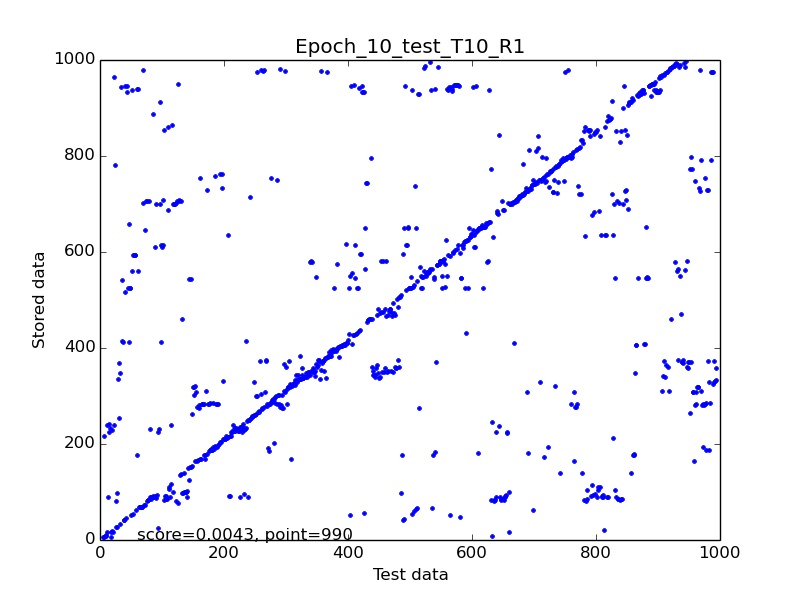 Epoch_10_test_T10_R1
1000
800
600
400
200
0
Stored data
score=0.0043, point=990
0 200 400 600 800 1000
Test data